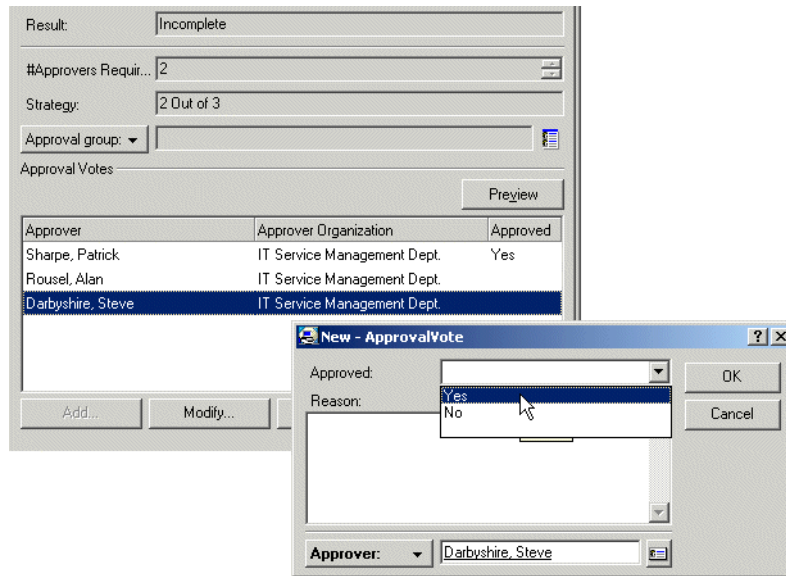 Result: Incomplete
#Approvers Requir... 2
Strategy: 2 Out of 3
Approval group:
Approval Votes
Preview
Approver Approver Organization Approved
Sharpe, Patrick IT Service Management Dept. Yes
Rousel, Alan IT Service Management Dept.
Darbyshire, Steve IT Service Management Dept.
Add... Modify...
New - ApprovalVote
Approved: OK
Yes
Reason:
No
Cancel
Approver: Darbyshire, Steve